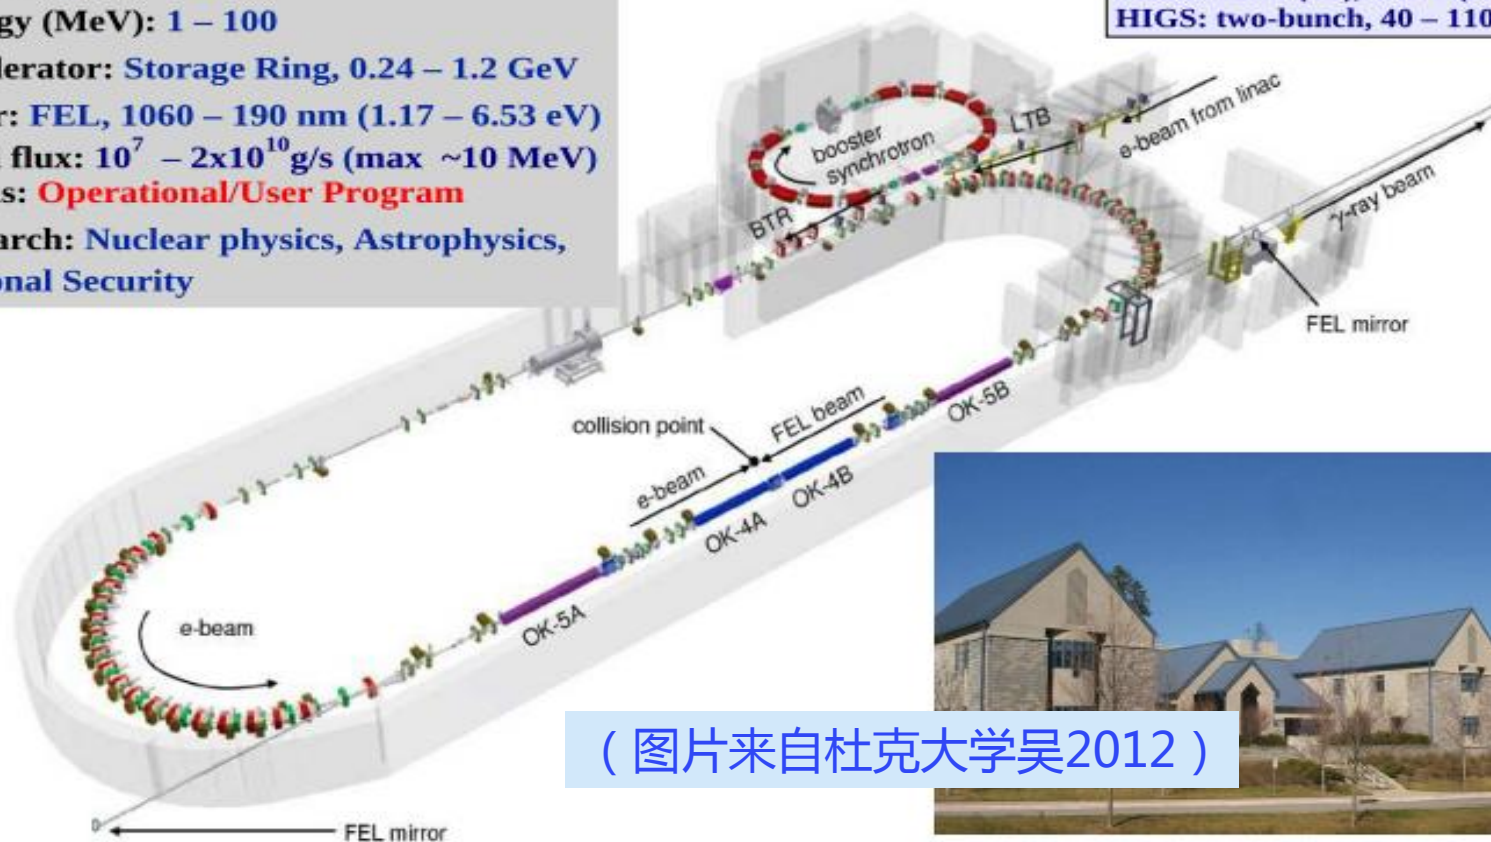 gy (MeV): 1 – 100
HIGS: two-bunch, 40 – 110
lerator: Storage Ring, 0.24 – 1.2 GeV
r: FEL, 1060 – 190 nm (1.17 – 6.53 eV)
l flux: 10⁷ – 2x10¹⁰g/s (max ~10 MeV)
s: Operational/User Program
arch: Nuclear physics, Astrophysics,
onal Security
booster
synchrotron
LTB
e-beam from linac
BTR
γ-ray beam
FEL mirror
collision point
FEL beam
OK-5B
e-beam
OK-4B
OK-4A
OK-5A
e-beam
(图片来自杜克大学吴2012)
FEL mirror